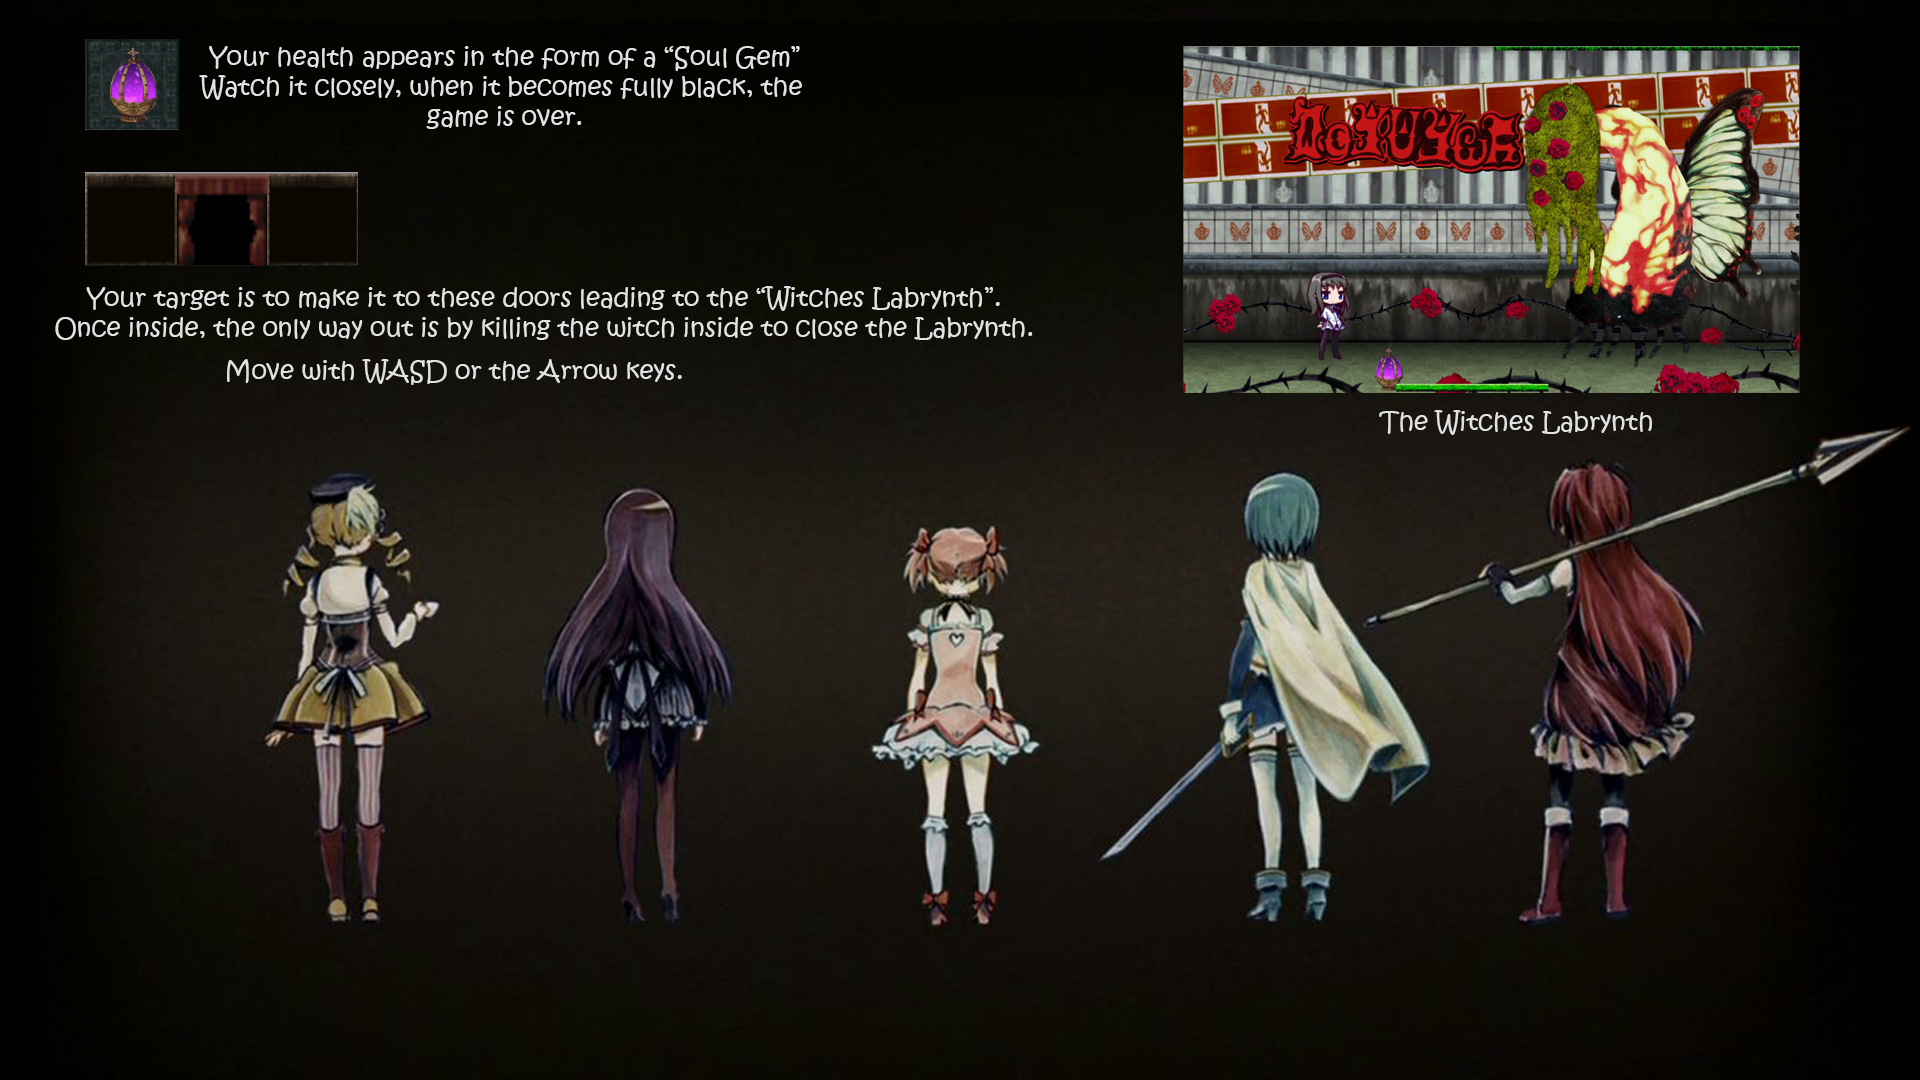 Your health appears in the form of a “Soul Gem”
Watch it closely, when it becomes fully black, the
game is over.
Your target is to make it to these doors leading to the “Witches Labrynth”.
Once inside, the only way out is by killing the witch inside to close the Labrynth.
Move with WASD or the Arrow keys.
The Witches Labrynth